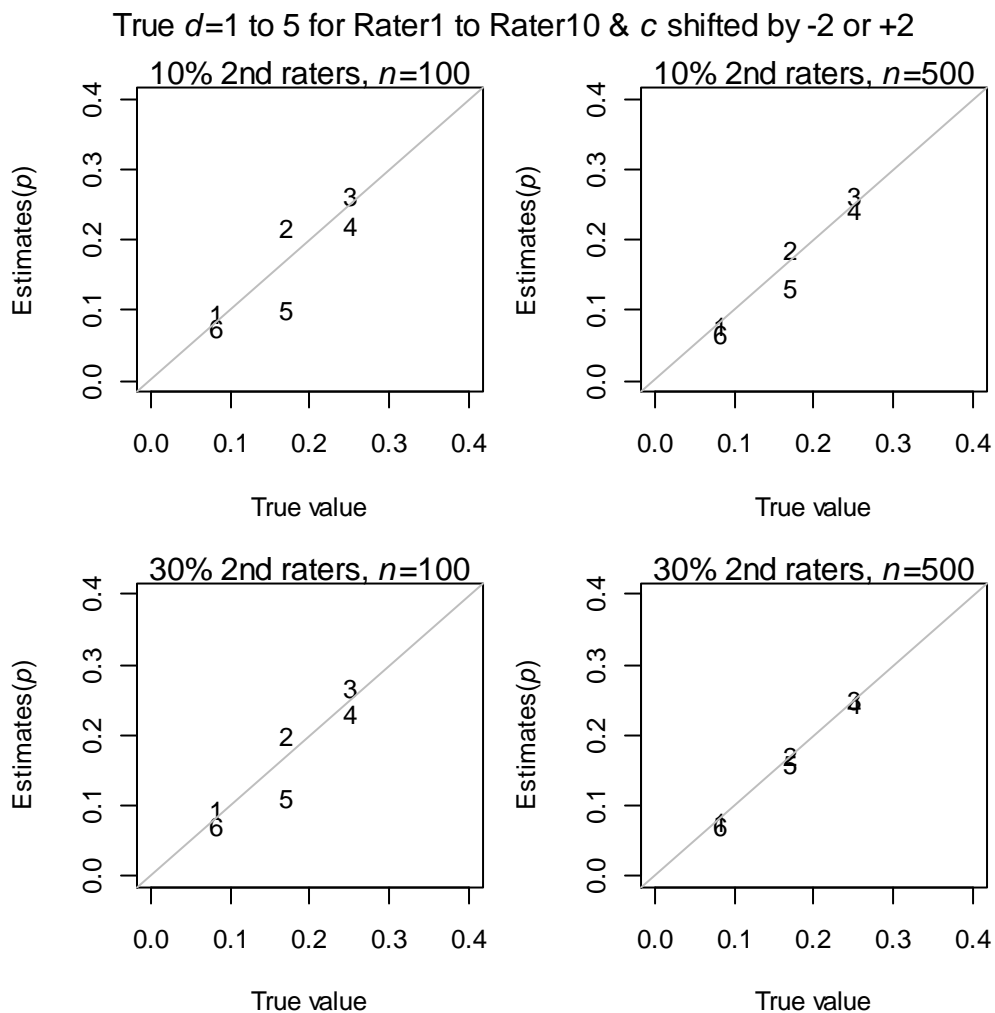 True d=1 to 5 for Rater1 to Rater10 & c shifted by -2 or +2
10% 2nd raters, n=100
0.4
0.3
0.2
0.1
0.0
Estimates(p)
3
2
4
1
5
6
0.0 0.1 0.2 0.3 0.4
True value
10% 2nd raters, n=500
0.4
0.3
0.2
0.1
0.0
Estimates(p)
3
4
2
5
1
6
0.0 0.1 0.2 0.3 0.4
True value
30% 2nd raters, n=100
0.4
0.3
0.2
0.1
0.0
Estimates(p)
3
4
2
5
1
6
0.0 0.1 0.2 0.3 0.4
True value
30% 2nd raters, n=500
0.4
0.3
0.2
0.1
0.0
Estimates(p)
3
4
2
5
1
6
0.0 0.1 0.2 0.3 0.4
True value